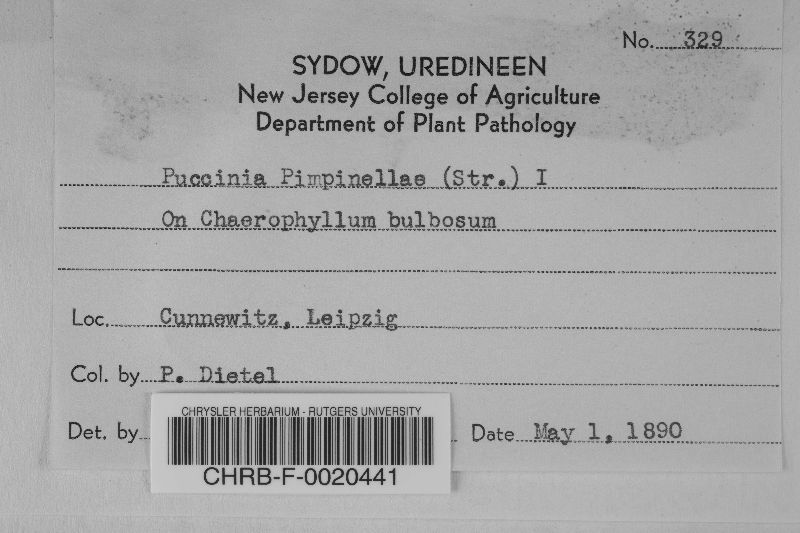 No. 329
SYDOW, UREDINEEN
New Jersey College of Agriculture
Department of Plant Pathology
Puccinia Pimpinellae (Str.) I
On Chaerophyllum bulbosum
Loc. Cunnewitz, Leipzig
Col. by P. Dietel
Det. by
Date May 1, 1890
CHRYSLER HERBARIUM - RUTGERS UNIVERSITY
CHRB-F-0020441